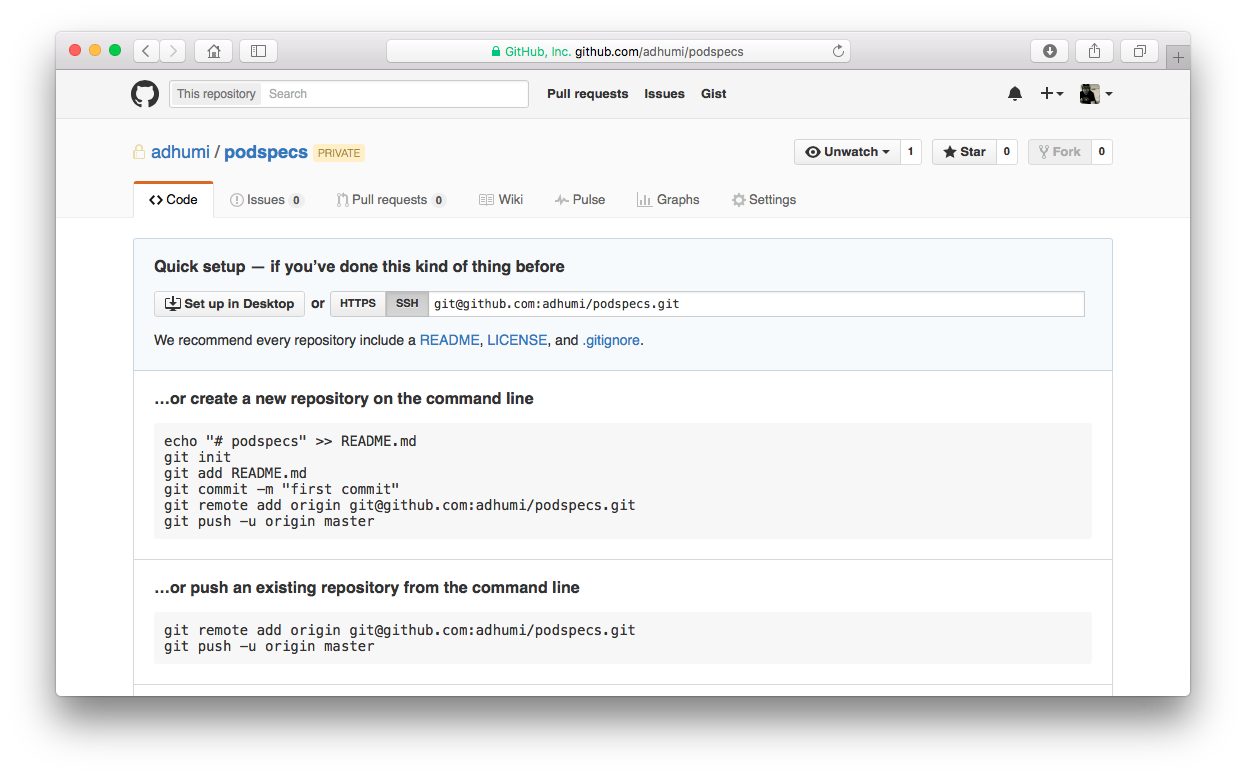 GitHub, Inc. github.com/adhumi/podspecs
This repository Search Pull requests Issues Gist
adhumi / podspecs PRIVATE Unwatch 1 Star 0 Fork 0
Code Issues 0 Pull requests 0 Wiki Pulse Graphs Settings
Quick setup — if you’ve done this kind of thing before
Set up in Desktop or HTTPS SSH git@github.com:adhumi/podspecs.git
We recommend every repository include a README, LICENSE, and .gitignore.
…or create a new repository on the command line
echo "# podspecs" >> README.md
git init
git add README.md
git commit -m "first commit"
git remote add origin git@github.com:adhumi/podspecs.git
git push -u origin master
…or push an existing repository from the command line
git remote add origin git@github.com:adhumi/podspecs.git
git push -u origin master